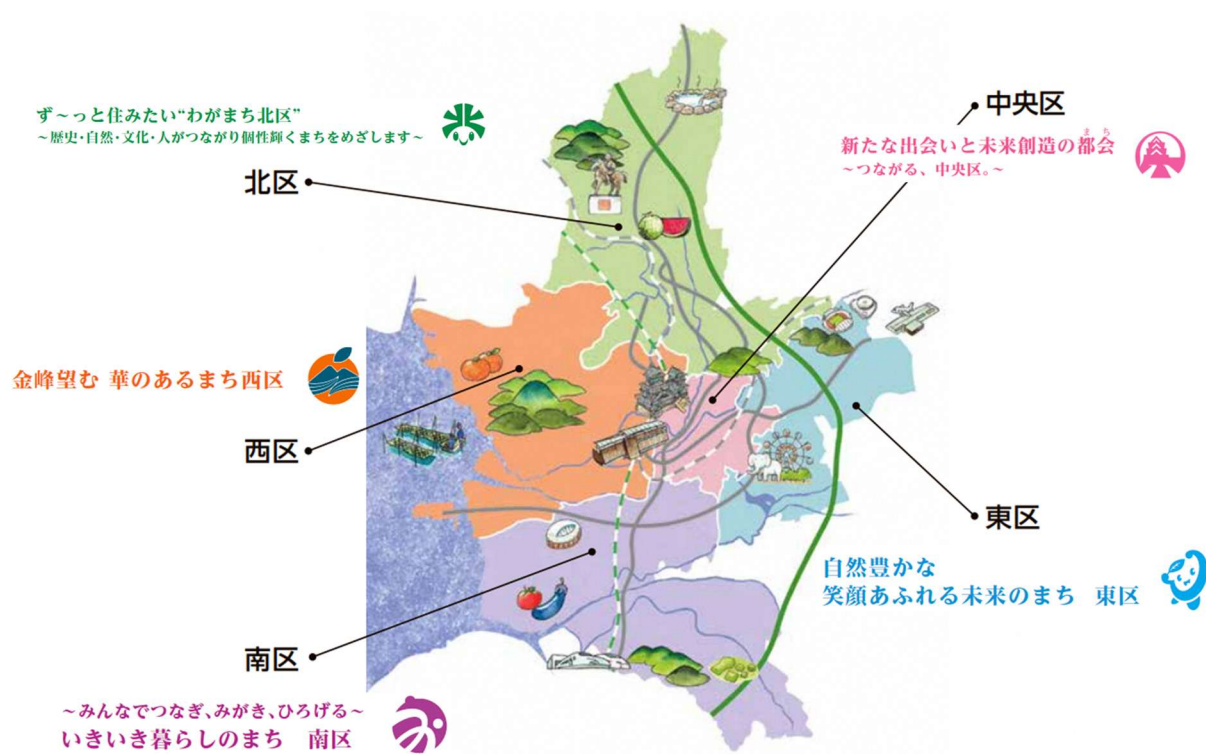 ず～っと住みたい“わがまち北区”
～歴史・自然・文化・人がつながり個性輝くまちをめざします～
北区
中央区
まち
新たな出会いと未来創造の都会
～つながる、中央区。～
金峰望む 華のあるまち西区
西区
東区
自然豊かな
笑顔あふれる未来のまち 東区
南区
～みんなでつなぎ、みがき、ひろげる～
いきいき暮らしのまち 南区